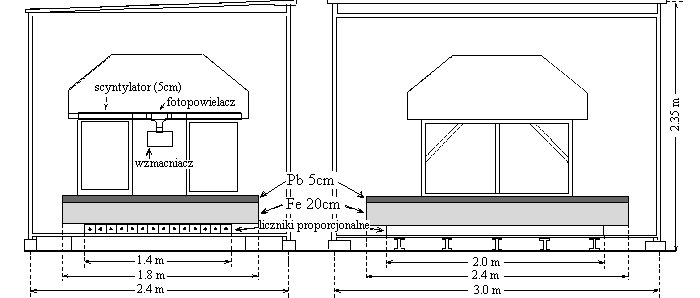 scyntylator (5cm)
fotopowielacz
wzmacniacz
Pb 5cm
Fe 20cm
liczniki proporcjonalne
1.4 m
1.8 m
2.4 m
2.0 m
2.4 m
3.0 m
2.35 m